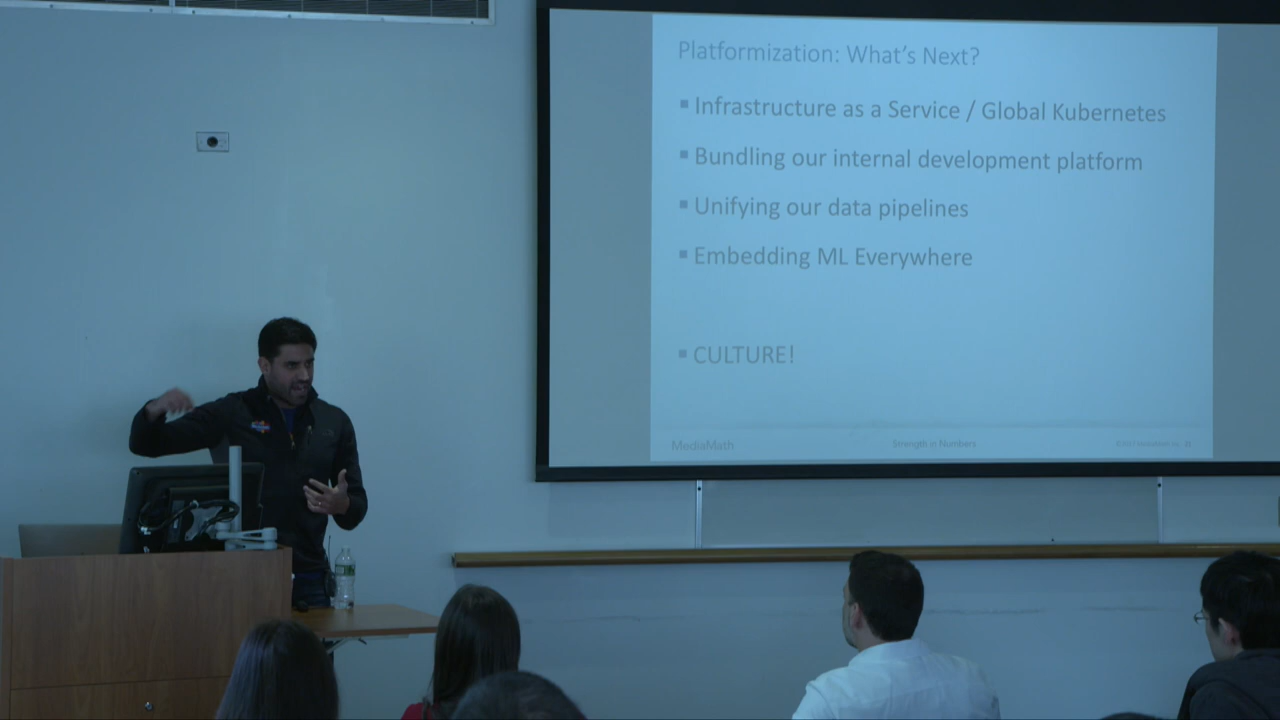 Platformization: What's Next?
▪ Infrastructure as a Service / Global Kubernetes
▪ Bundling our internal development platform
▪ Unifying our data pipelines
▪ Embedding ML Everywhere
▪ CULTURE!
MediaMath
Strength in Numbers